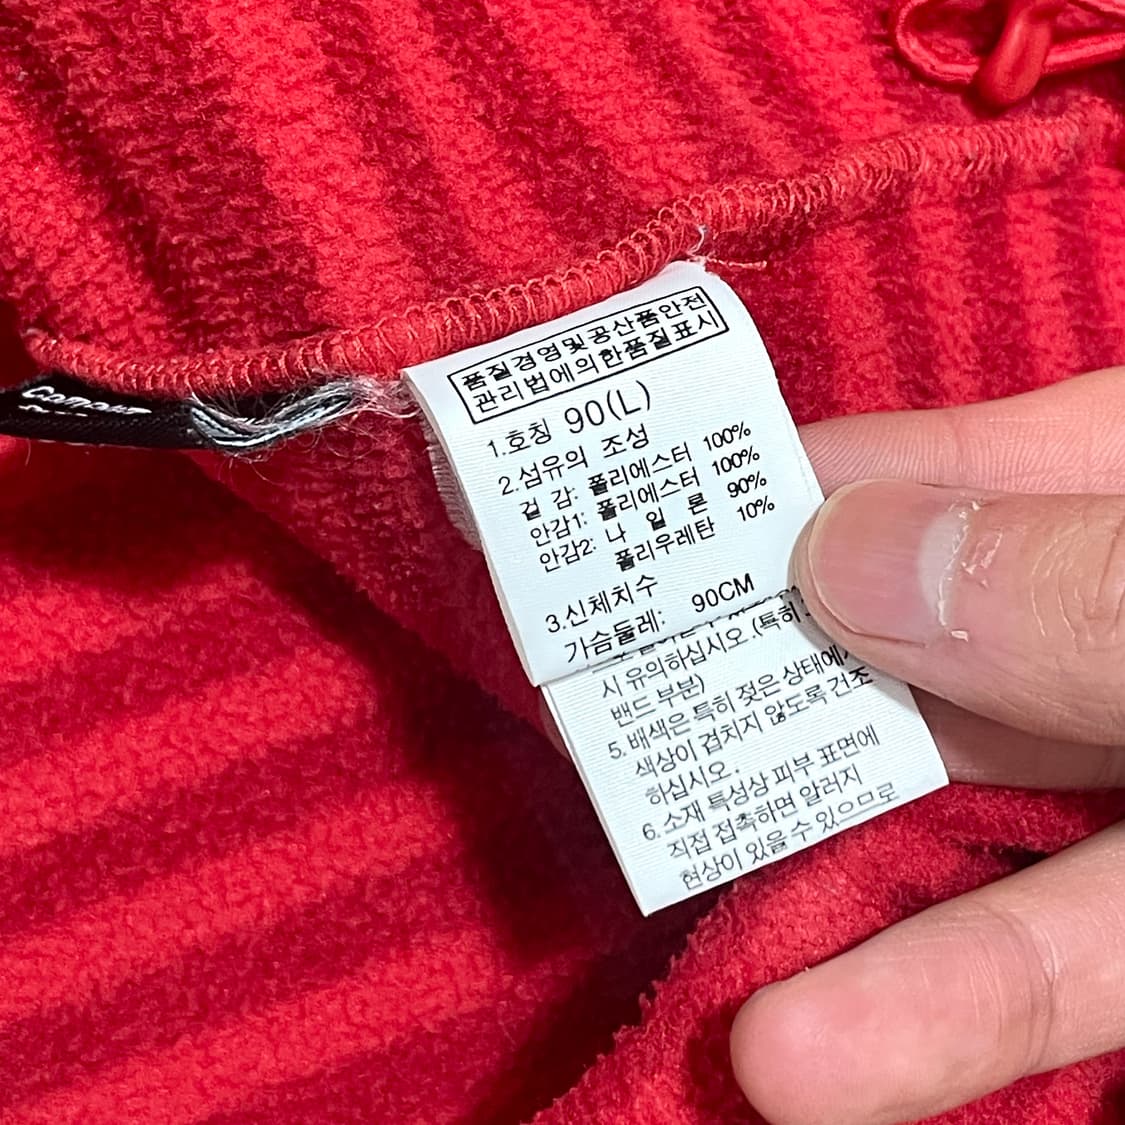 품질경영및공산품안전
관리법에의한품질표시
1.호칭 90(L)
2.섬유의 조성
겉 감: 폴리에스터 100%
안감1: 폴리에스터 100%
안감2: 나 일 론 90%
폴리우레탄 10%
3.신체치수
가슴둘레: 90CM
시 유의하십시오.(특히
밴드 부분)
5.배색은 특히 젖은 상태에서
색상이 겹치지 않도록 건조
하십시오.
6.소재 특성상 피부 표면에
직접 접촉하면 알러지
현상이 있을 수 있으므로